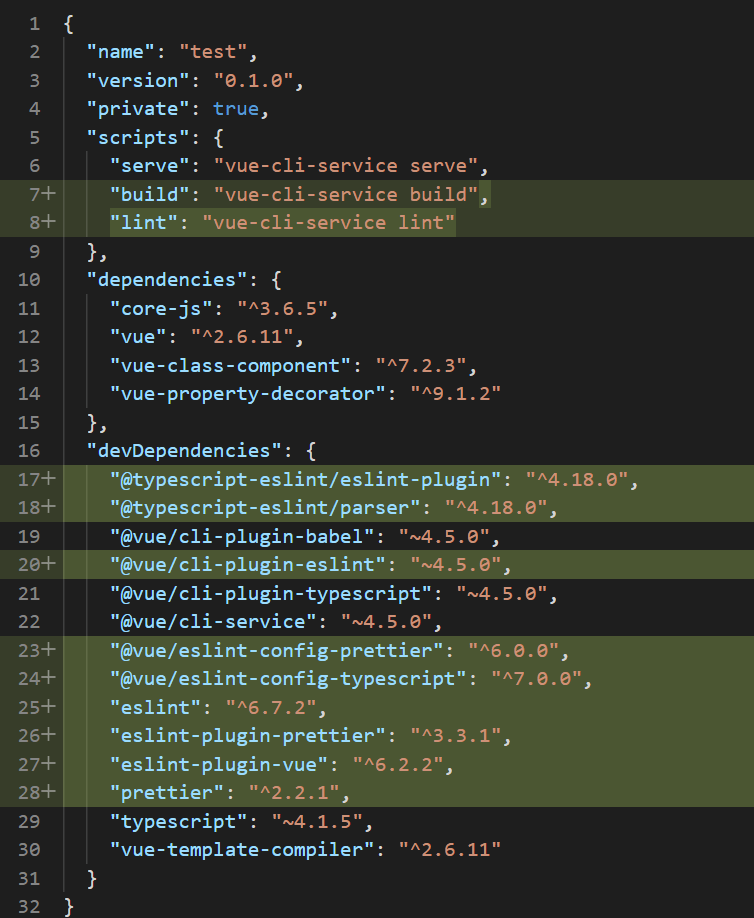 1 {
2 "name": "test",
3 "version": "0.1.0",
4 "private": true,
5 "scripts": {
6 "serve": "vue-cli-service serve",
7+ "build": "vue-cli-service build",
8+ "lint": "vue-cli-service lint"
9 },
10 "dependencies": {
11 "core-js": "^3.6.5",
12 "vue": "^2.6.11",
13 "vue-class-component": "^7.2.3",
14 "vue-property-decorator": "^9.1.2"
15 },
16 "devDependencies": {
17+ "@typescript-eslint/eslint-plugin": "^4.18.0",
18+ "@typescript-eslint/parser": "^4.18.0",
19 "@vue/cli-plugin-babel": "~4.5.0",
20+ "@vue/cli-plugin-eslint": "~4.5.0",
21 "@vue/cli-plugin-typescript": "~4.5.0",
22 "@vue/cli-service": "~4.5.0",
23+ "@vue/eslint-config-prettier": "^6.0.0",
24+ "@vue/eslint-config-typescript": "^7.0.0",
25+ "eslint": "^6.7.2",
26+ "eslint-plugin-prettier": "^3.3.1",
27+ "eslint-plugin-vue": "^6.2.2",
28+ "prettier": "^2.2.1",
29 "typescript": "~4.1.5",
30 "vue-template-compiler": "^2.6.11"
31 }
32 }